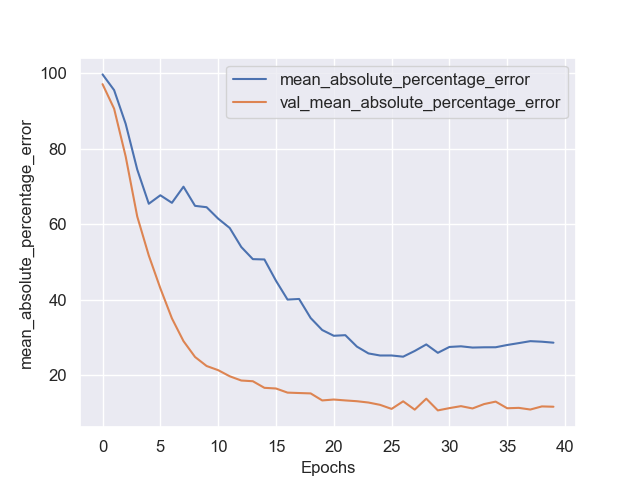 mean_absolute_percentage_error
val_mean_absolute_percentage_error
mean_absolute_percentage_error
100
80
60
40
20
0 5 10 15 20 25 30 35 40
Epochs